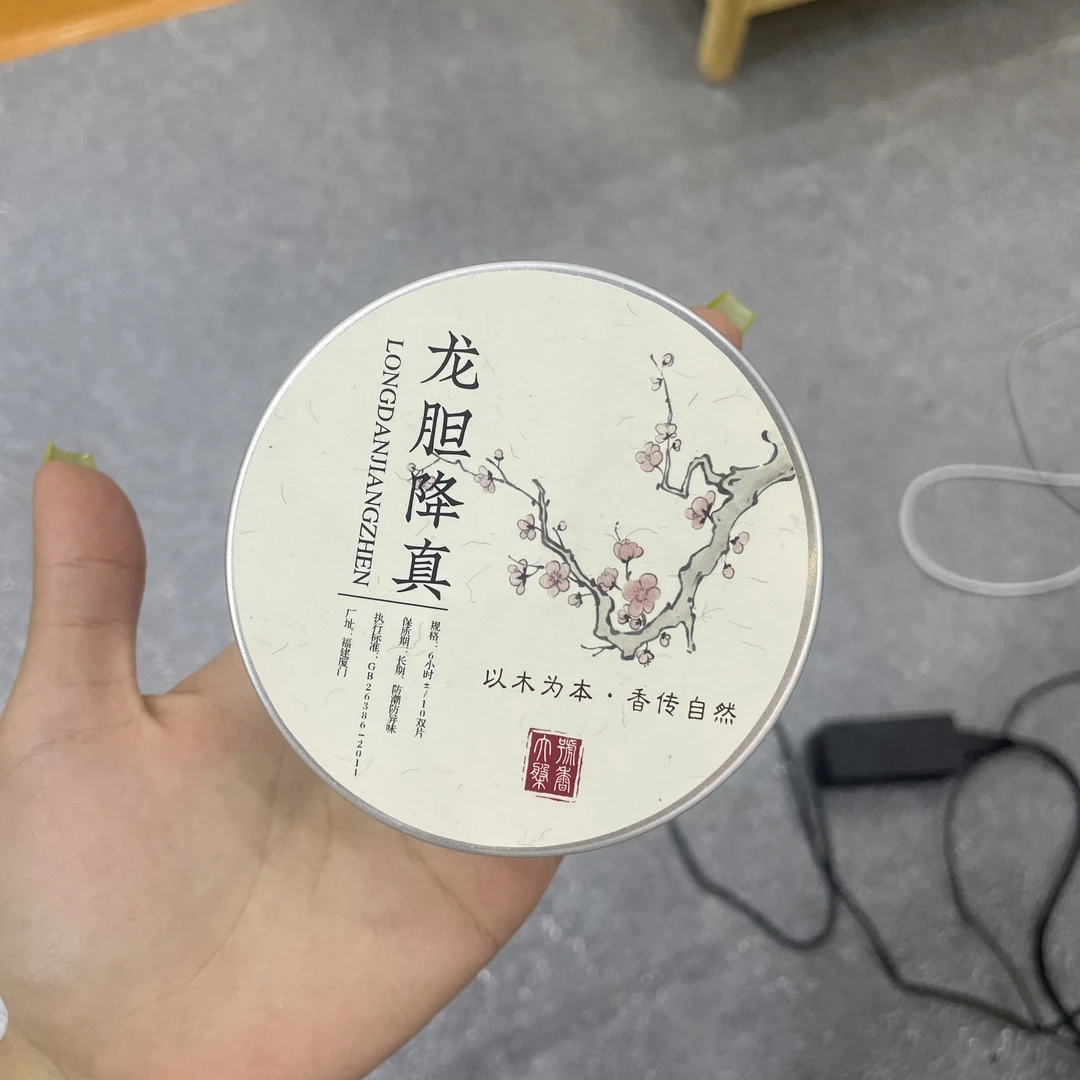 龙胆降真
LONGDANJIANGZHEN
规格：6小时±/10双片
保质期：长期、防潮防异味
执行标准：GB26386-2011
厂址：福建厦门
以木为本·香传自然